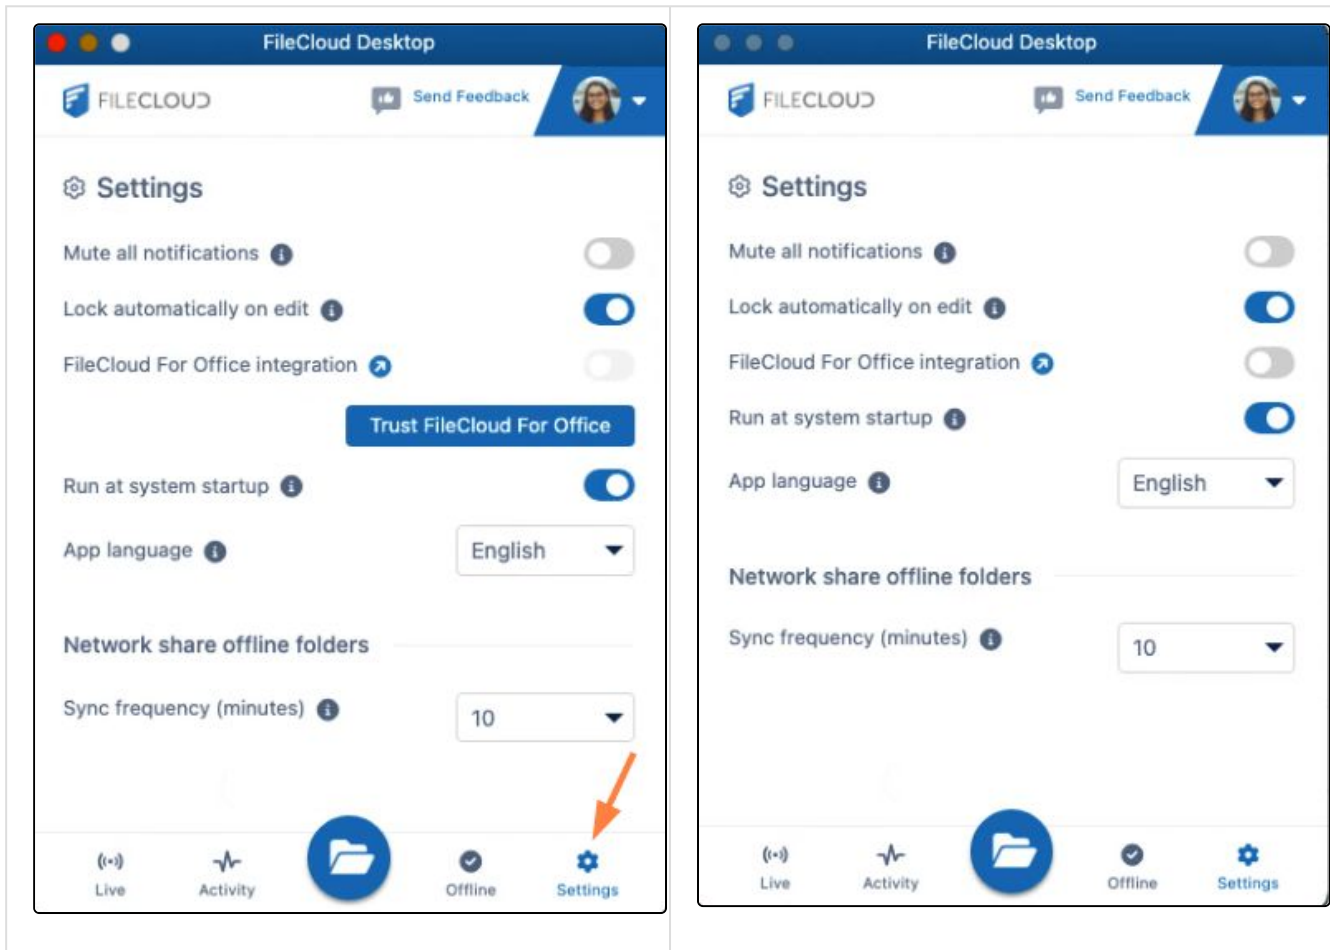 FileCloud Desktop
FILECLOUD
Send Feedback
Settings
Mute all notifications
Lock automatically on edit
FileCloud For Office integration
Trust FileCloud For Office
Run at system startup
App language
English
Network share offline folders
Sync frequency (minutes)
10
Live
Activity
Offline
Settings
FileCloud Desktop
FILECLOUD
Send Feedback
Settings
Mute all notifications
Lock automatically on edit
FileCloud For Office integration
Run at system startup
App language
English
Network share offline folders
Sync frequency (minutes)
10
Live
Activity
Offline
Settings